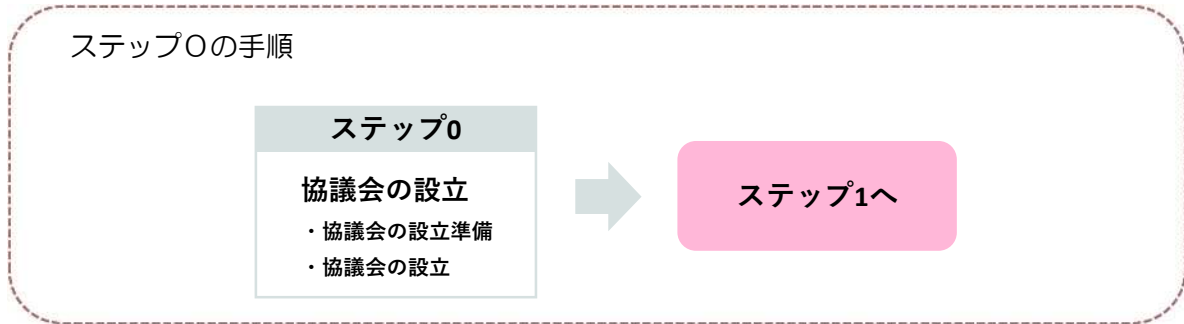 ステップ0の手順
ステップ0
協議会の設立
・協議会の設立準備
・協議会の設立
ステップ1へ